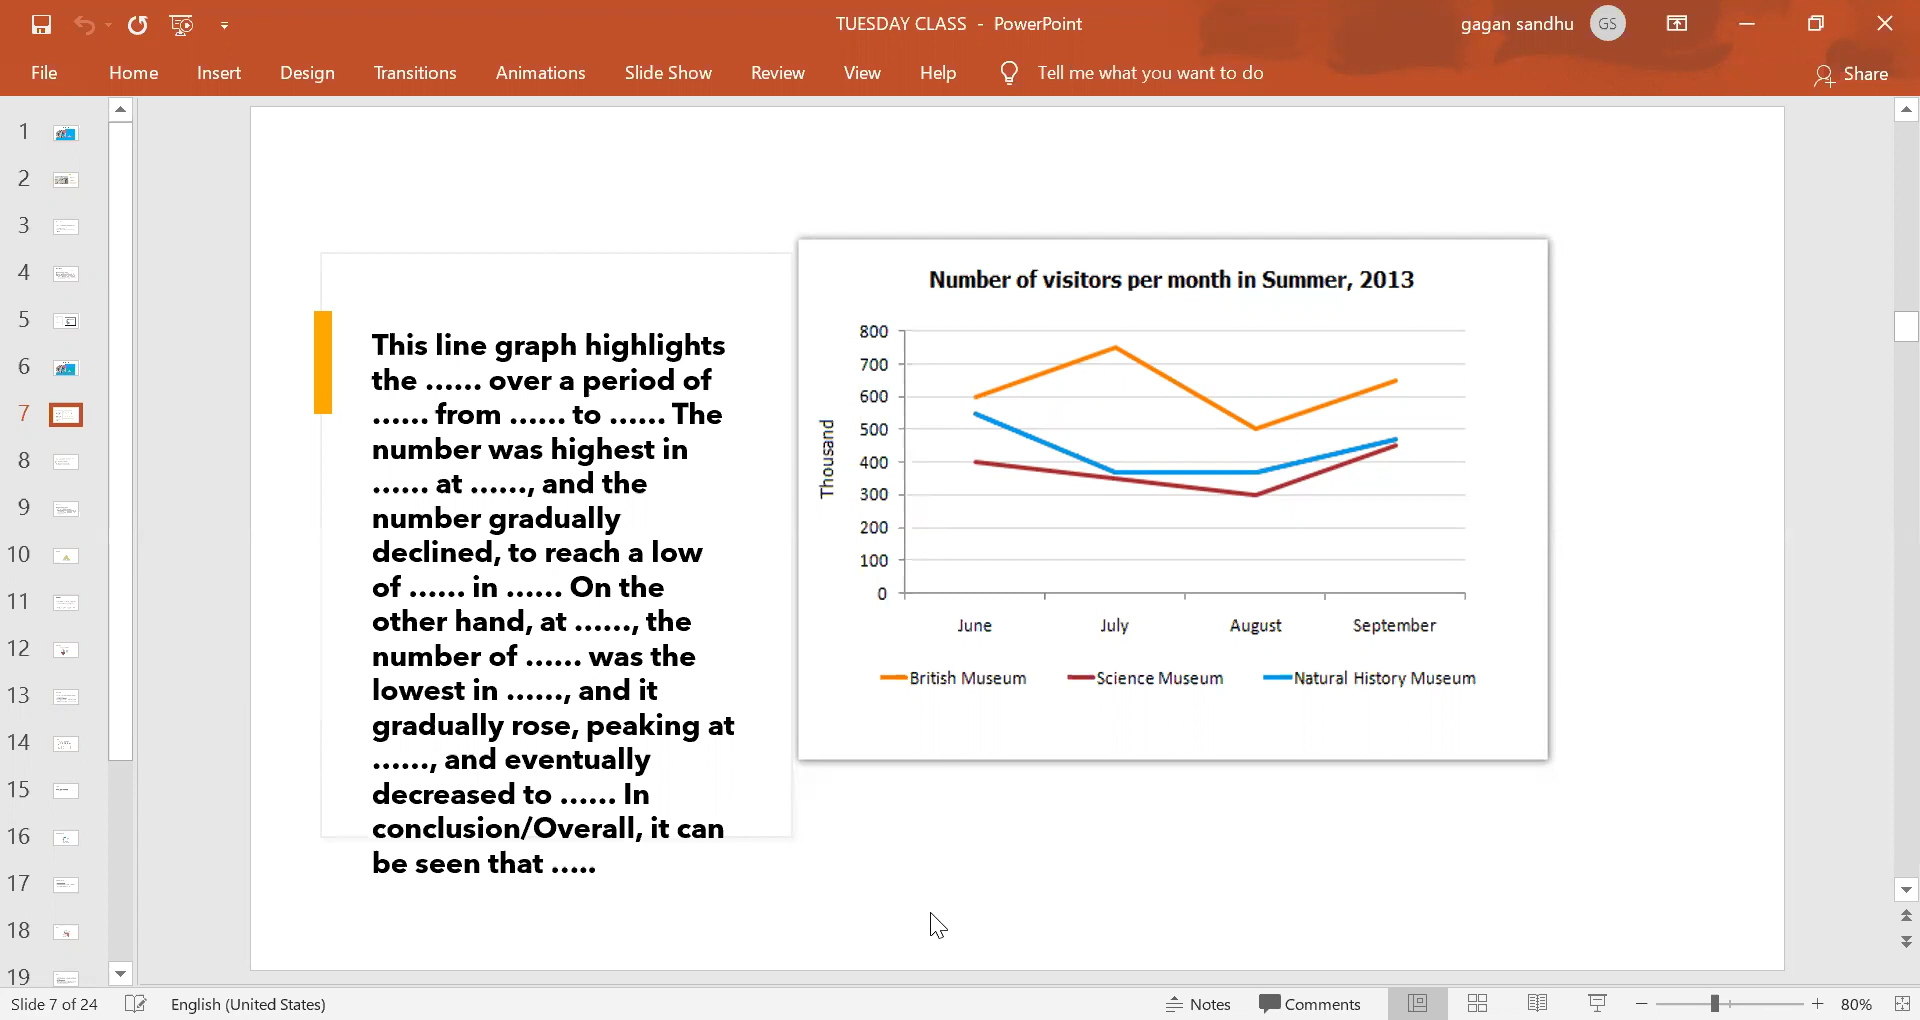 TUESDAY CLASS - PowerPoint
gagan sandhu GS
File Home Insert Design Transitions Animations Slide Show Review View Help Tell me what you want to do Share
1
2
3
4
5
6
7
8
9
10
11
12
13
14
15
16
17
18
19
This line graph highlights
the ...... over a period of
...... from ...... to ...... The
number was highest in
...... at ......, and the
number gradually
declined, to reach a low
of ...... in ...... On the
other hand, at ......, the
number of ...... was the
lowest in ......, and it
gradually rose, peaking at
......, and eventually
decreased to ...... In
conclusion/Overall, it can
be seen that .....
Number of visitors per month in Summer, 2013
Thousand
800
700
600
500
400
300
200
100
0
June July August September
British Museum Science Museum Natural History Museum
Slide 7 of 24 English (United States) Notes Comments 80%